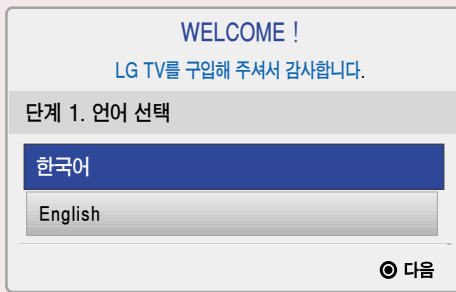 WELCOME !
LG TV를 구입해 주셔서 감사합니다.
단계 1. 언어 선택
한국어
English
◉ 다음